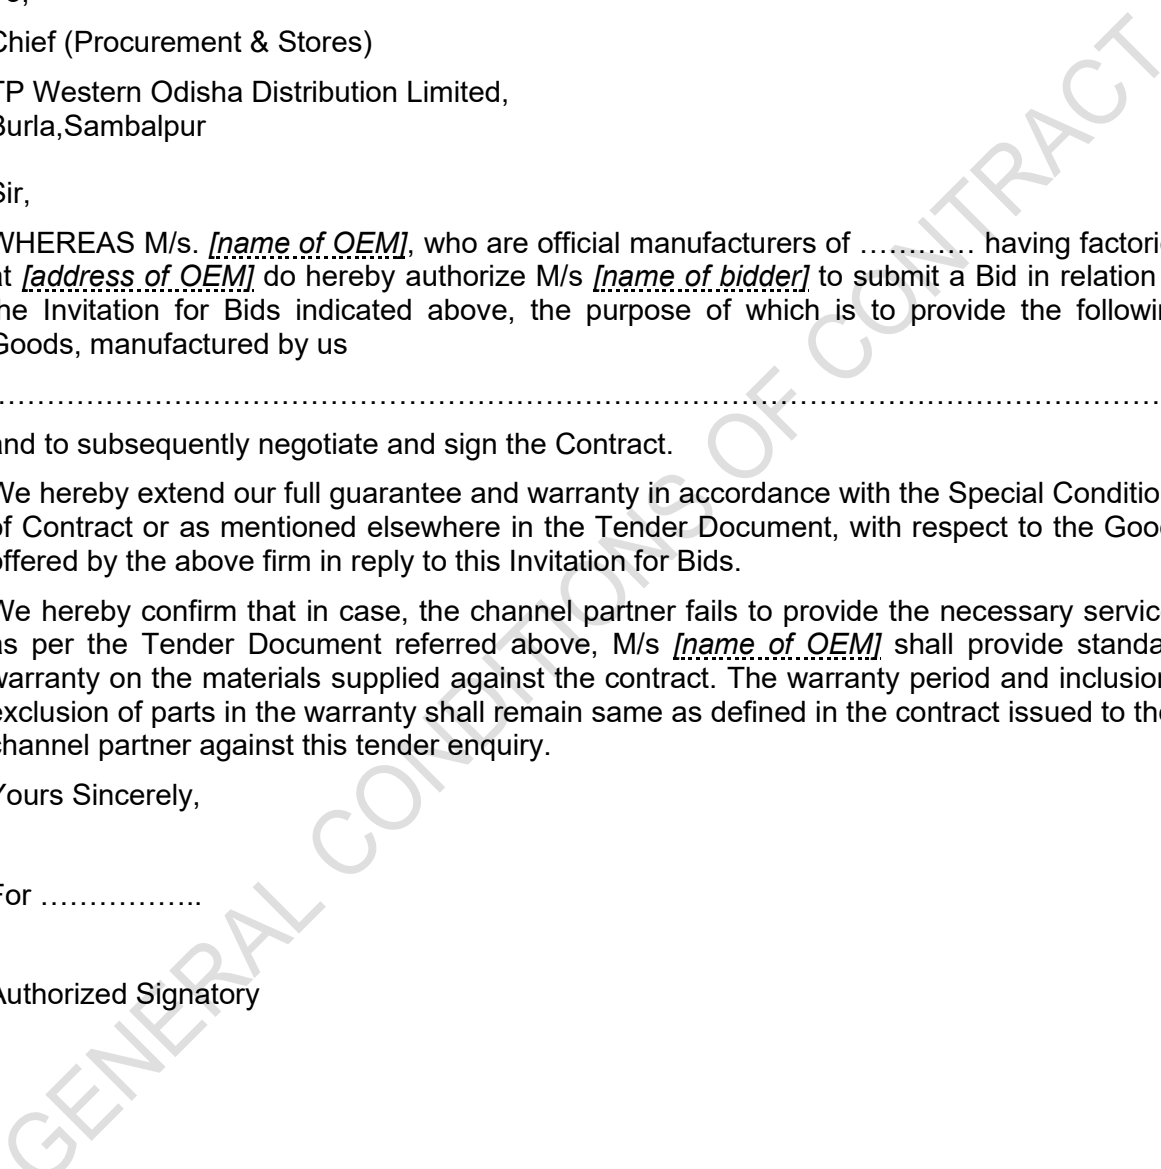 Chief (Procurement & Stores)
TP Western Odisha Distribution Limited,
Burla,Sambalpur
Sir,
WHEREAS M/s. [name of OEM], who are official manufacturers of ………… having factori
at [address of OEM] do hereby authorize M/s [name of bidder] to submit a Bid in relation
the Invitation for Bids indicated above, the purpose of which is to provide the followin
Goods, manufactured by us
……………………………………………………………………………………………………………
and to subsequently negotiate and sign the Contract.
We hereby extend our full guarantee and warranty in accordance with the Special Conditio
of Contract or as mentioned elsewhere in the Tender Document, with respect to the Goo
offered by the above firm in reply to this Invitation for Bids.
We hereby confirm that in case, the channel partner fails to provide the necessary servic
as per the Tender Document referred above, M/s [name of OEM] shall provide standa
warranty on the materials supplied against the contract. The warranty period and inclusion
exclusion of parts in the warranty shall remain same as defined in the contract issued to the
channel partner against this tender enquiry.
Yours Sincerely,
For ……………..
Authorized Signatory
GENERAL CONDITIONS OF CONTRACT